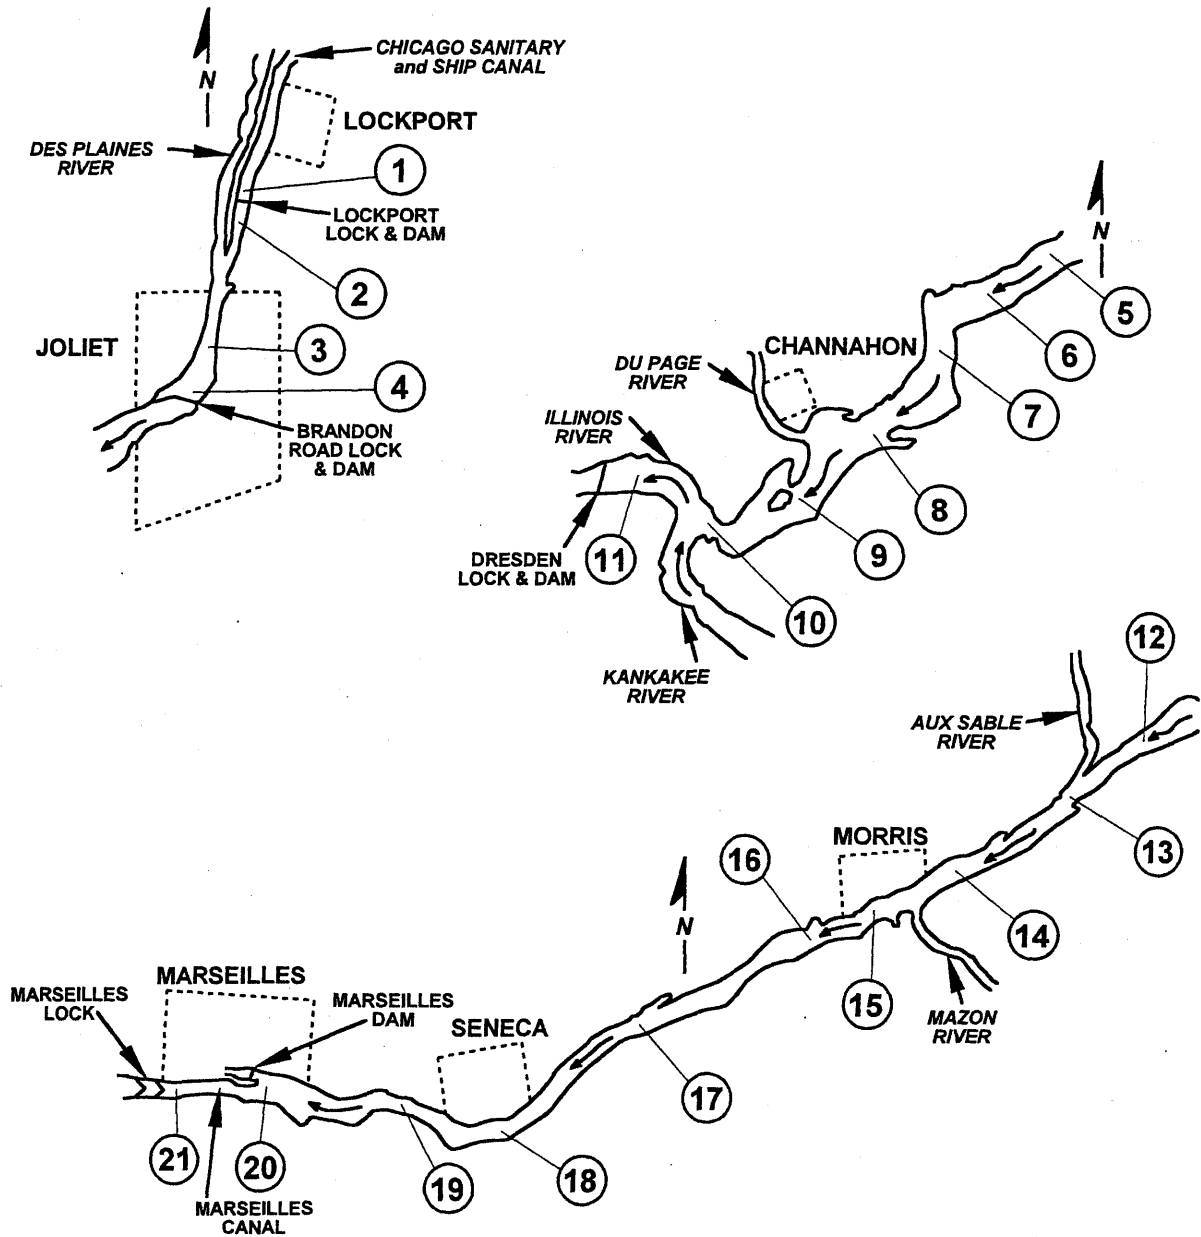 CHICAGO SANITARY
and SHIP CANAL
N
LOCKPORT
DES PLAINES
RIVER
1
LOCKPORT
LOCK & DAM
2
JOLIET
3
4
BRANDON
ROAD LOCK
& DAM
N
5
6
CHANNAHON
DU PAGE
RIVER
7
ILLINOIS
RIVER
8
9
11
DRESDEN
LOCK & DAM
10
KANKAKEE
RIVER
12
AUX SABLE
RIVER
13
MORRIS
16
14
N
15
MAZON
RIVER
MARSEILLES
MARSEILLES
LOCK
MARSEILLES
DAM
SENECA
17
21
20
19
18
MARSEILLES
CANAL